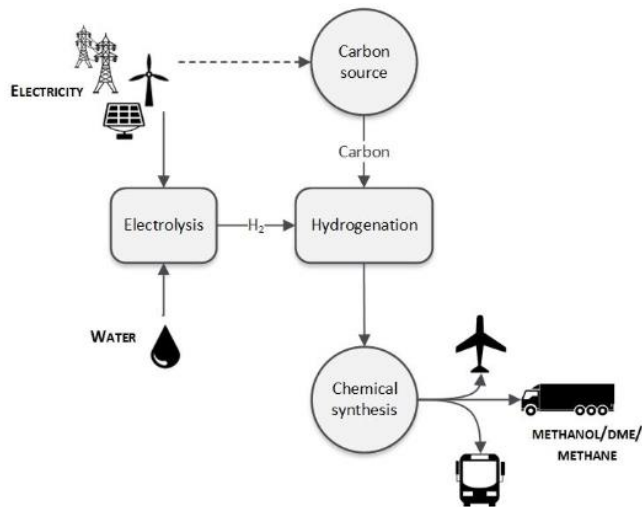 Carbon
source
ELECTRICITY
Carbon
Electrolysis
H₂
Hydrogenation
WATER
Chemical
synthesis
METHANOL/DME/
METHANE